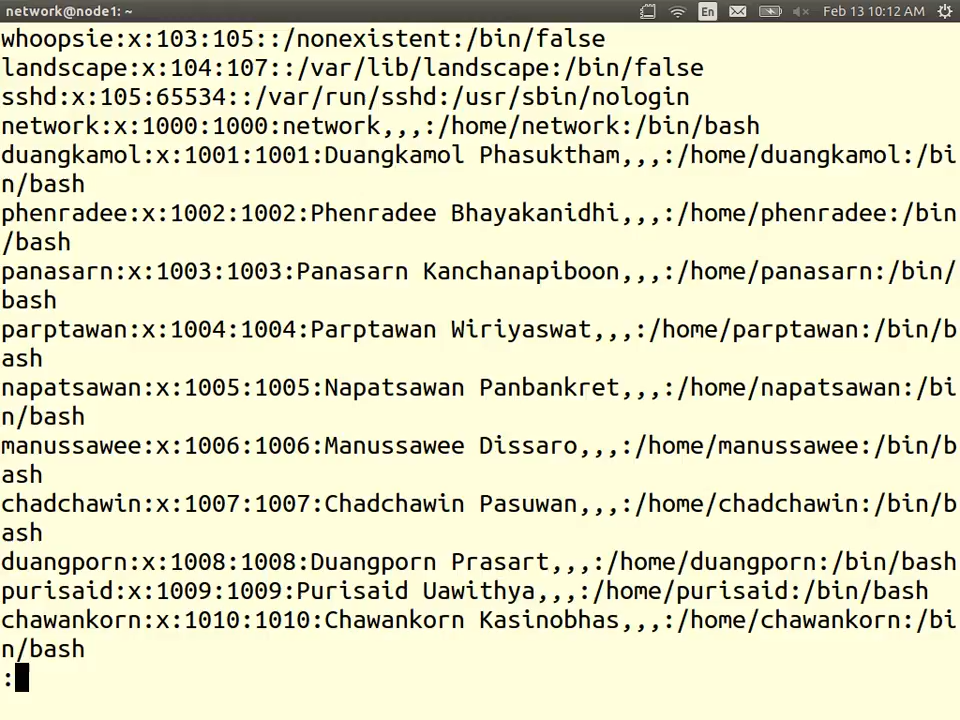 network@node1: ~
En
Feb 13 10:12 AM
whoopsie:x:103:105::/nonexistent:/bin/false
landscape:x:104:107::/var/lib/landscape:/bin/false
sshd:x:105:65534::/var/run/sshd:/usr/sbin/nologin
network:x:1000:1000:network,,,:/home/network:/bin/bash
duangkamol:x:1001:1001:Duangkamol Phasuktham,,,:/home/duangkamol:/bi
n/bash
phenradee:x:1002:1002:Phenradee Bhayakanidhi,,,:/home/phenradee:/bin
/bash
panasarn:x:1003:1003:Panasarn Kanchanapiboon,,,:/home/panasarn:/bin/
bash
parptawan:x:1004:1004:Parptawan Wiriyaswat,,,:/home/parptawan:/bin/b
ash
napatsawan:x:1005:1005:Napatsawan Panbankret,,,:/home/napatsawan:/bi
n/bash
manussawee:x:1006:1006:Manussawee Dissaro,,,:/home/manussawee:/bin/b
ash
chadchawin:x:1007:1007:Chadchawin Pasuwan,,,:/home/chadchawin:/bin/b
ash
duangporn:x:1008:1008:Duangporn Prasart,,,:/home/duangporn:/bin/bash
purisaid:x:1009:1009:Purisaid Uawithya,,,:/home/purisaid:/bin/bash
chawankorn:x:1010:1010:Chawankorn Kasinobhas,,,:/home/chawankorn:/bi
n/bash
: